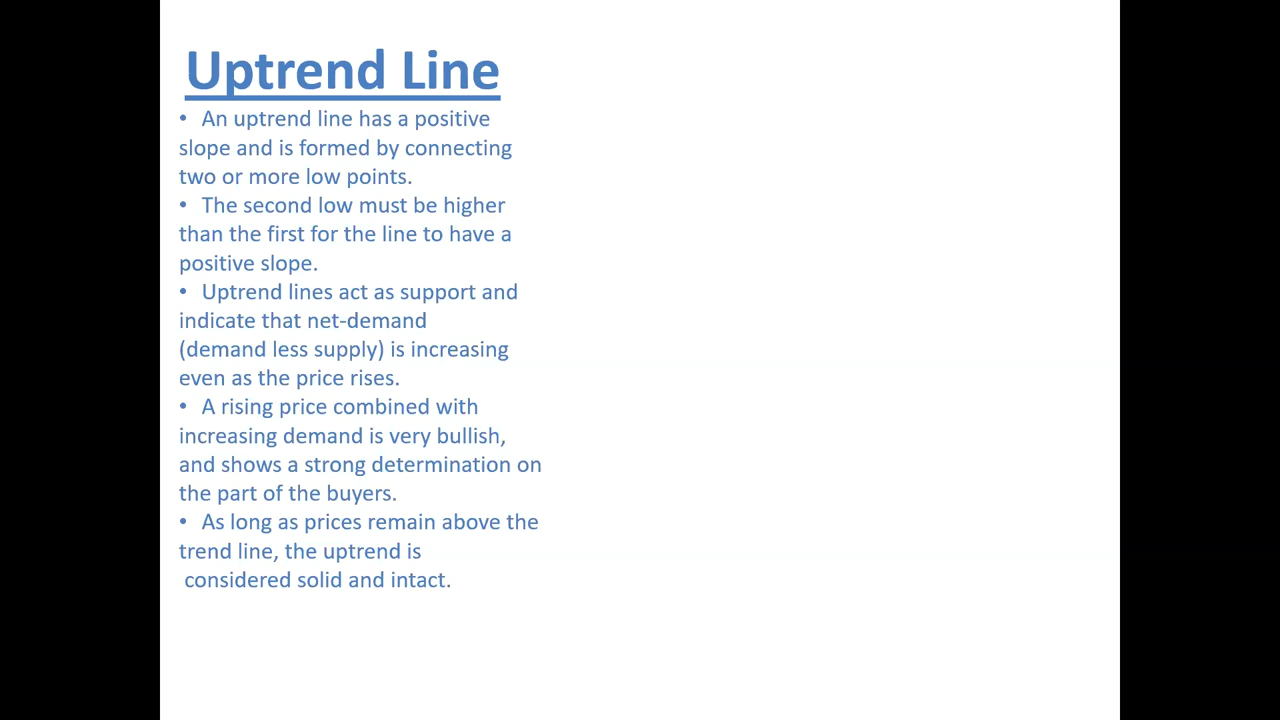 Uptrend Line
• An uptrend line has a positive
slope and is formed by connecting
two or more low points.
• The second low must be higher
than the first for the line to have a
positive slope.
• Uptrend lines act as support and
indicate that net-demand
(demand less supply) is increasing
even as the price rises.
• A rising price combined with
increasing demand is very bullish,
and shows a strong determination on
the part of the buyers.
• As long as prices remain above the
trend line, the uptrend is
considered solid and intact.